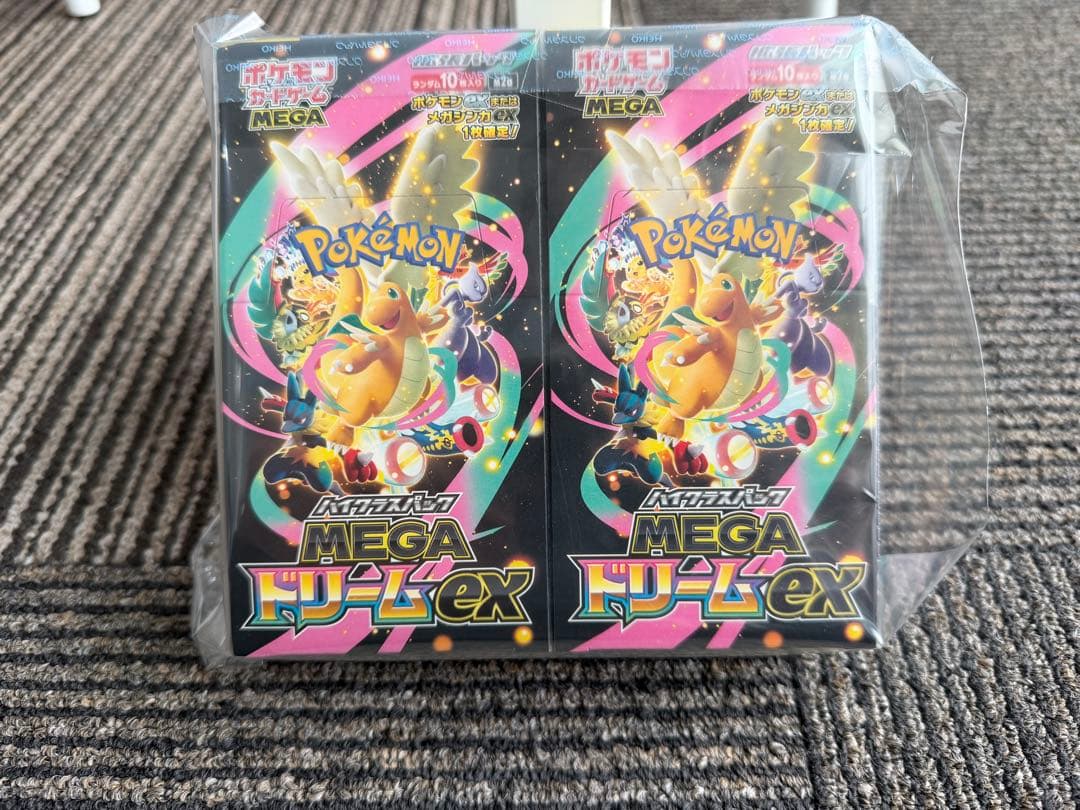 HEIKO
HEIKO
HEIKO
ポケモン
カードゲーム
MEGA
ランダム10枚入り
ポケモンexまたは
メガシンカex
1枚確定!
POKÉMON
ハイクラスパック
MEGA
ドリームex
ポケモン
カードゲーム
MEGA
ランダム10枚入り
ポケモンexまたは
メガシンカex
1枚確定!
POKÉMON
ハイクラスパック
MEGA
ドリームex